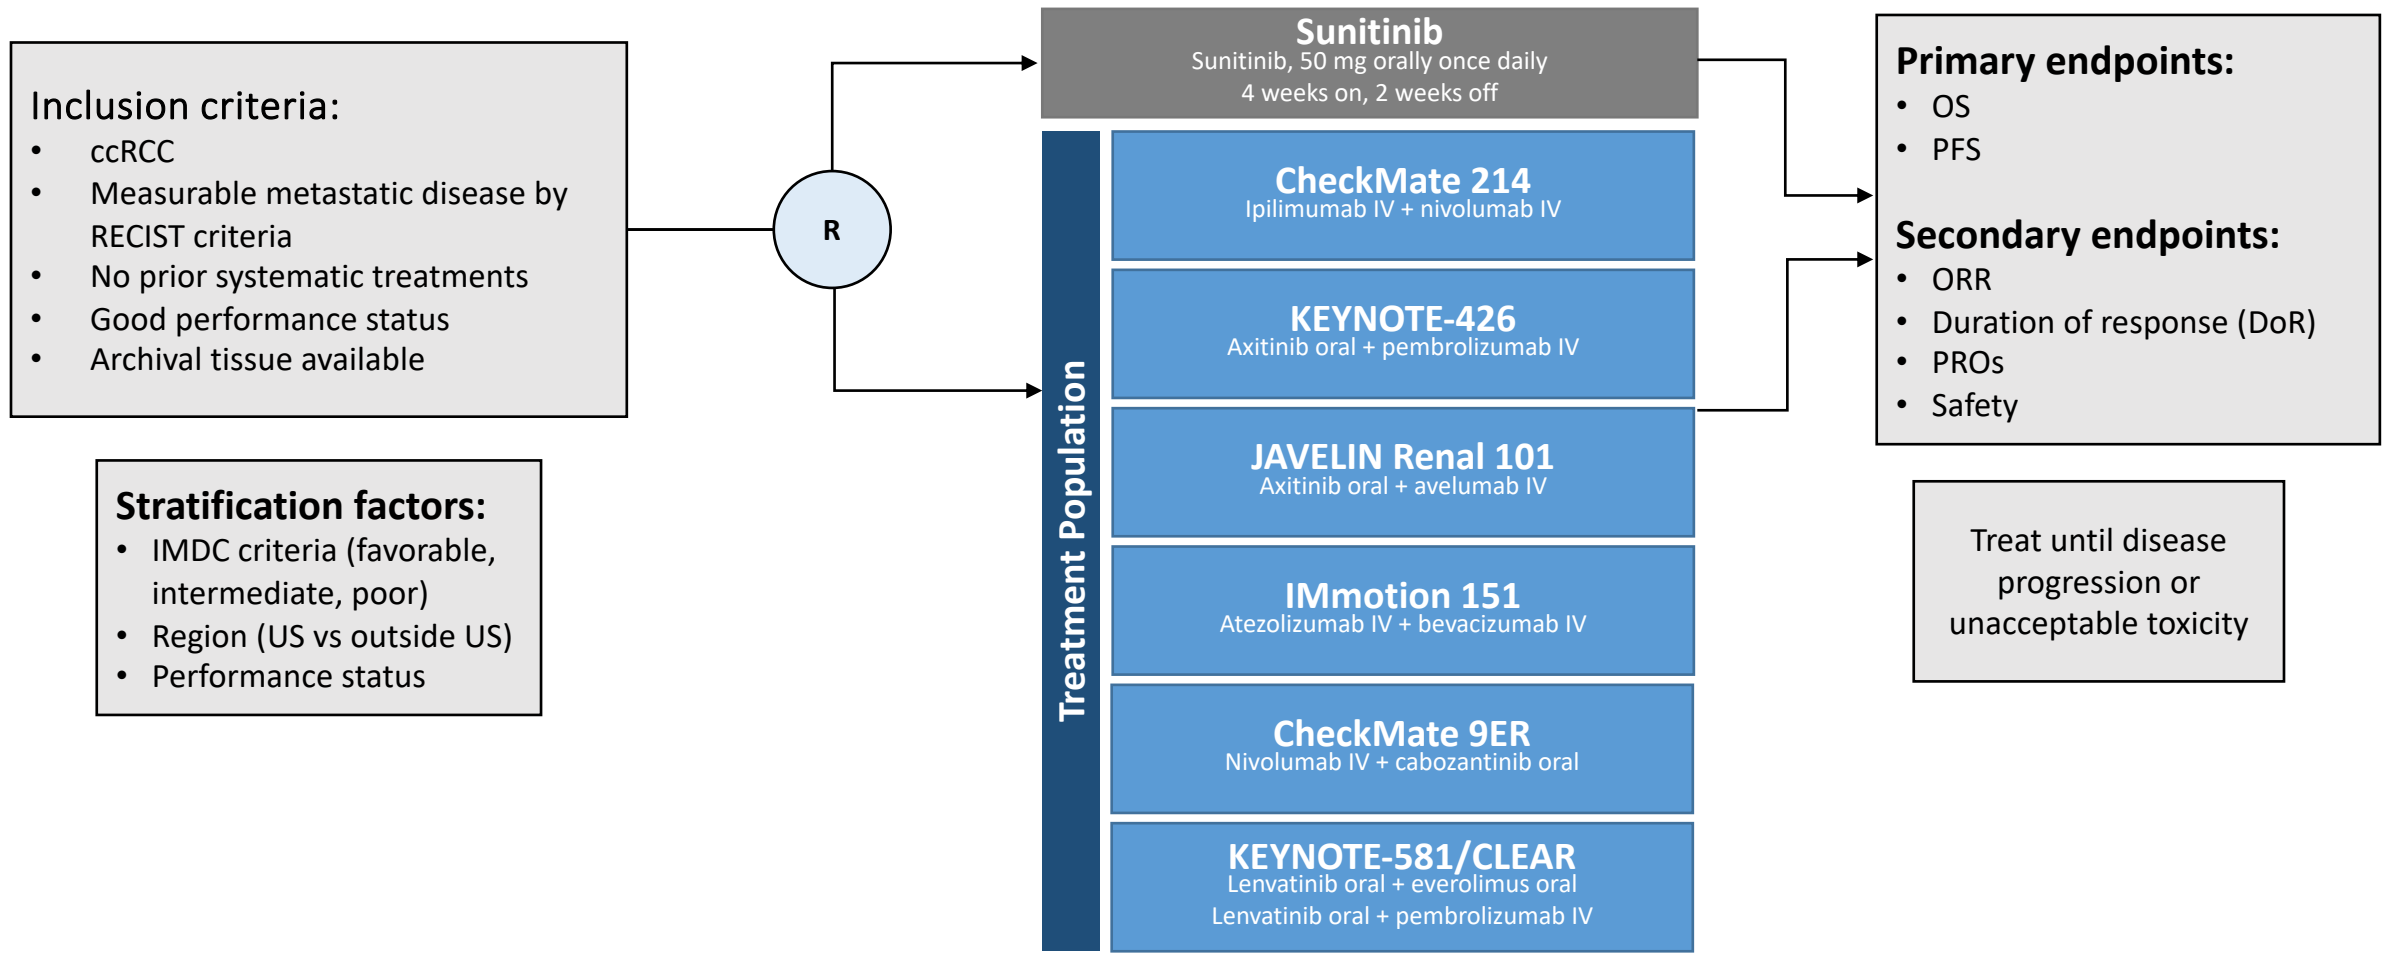 Inclusion criteria:
• ccRCC
• Measurable metastatic disease by
RECIST criteria
• No prior systematic treatments
• Good performance status
• Archival tissue available
Stratification factors:
• IMDC criteria (favorable,
intermediate, poor)
• Region (US vs outside US)
• Performance status
R
Sunitinib
Sunitinib, 50 mg orally once daily
4 weeks on, 2 weeks off
Treatment Population
CheckMate 214
Ipilimumab IV + nivolumab IV
KEYNOTE-426
Axitinib oral + pembrolizumab IV
JAVELIN Renal 101
Axitinib oral + avelumab IV
IMmotion 151
Atezolizumab IV + bevacizumab IV
CheckMate 9ER
Nivolumab IV + cabozantinib oral
KEYNOTE-581/CLEAR
Lenvatinib oral + everolimus oral
Lenvatinib oral + pembrolizumab IV
Primary endpoints:
• OS
• PFS
Secondary endpoints:
• ORR
• Duration of response (DoR)
• PROs
• Safety
Treat until disease
progression or
unacceptable toxicity